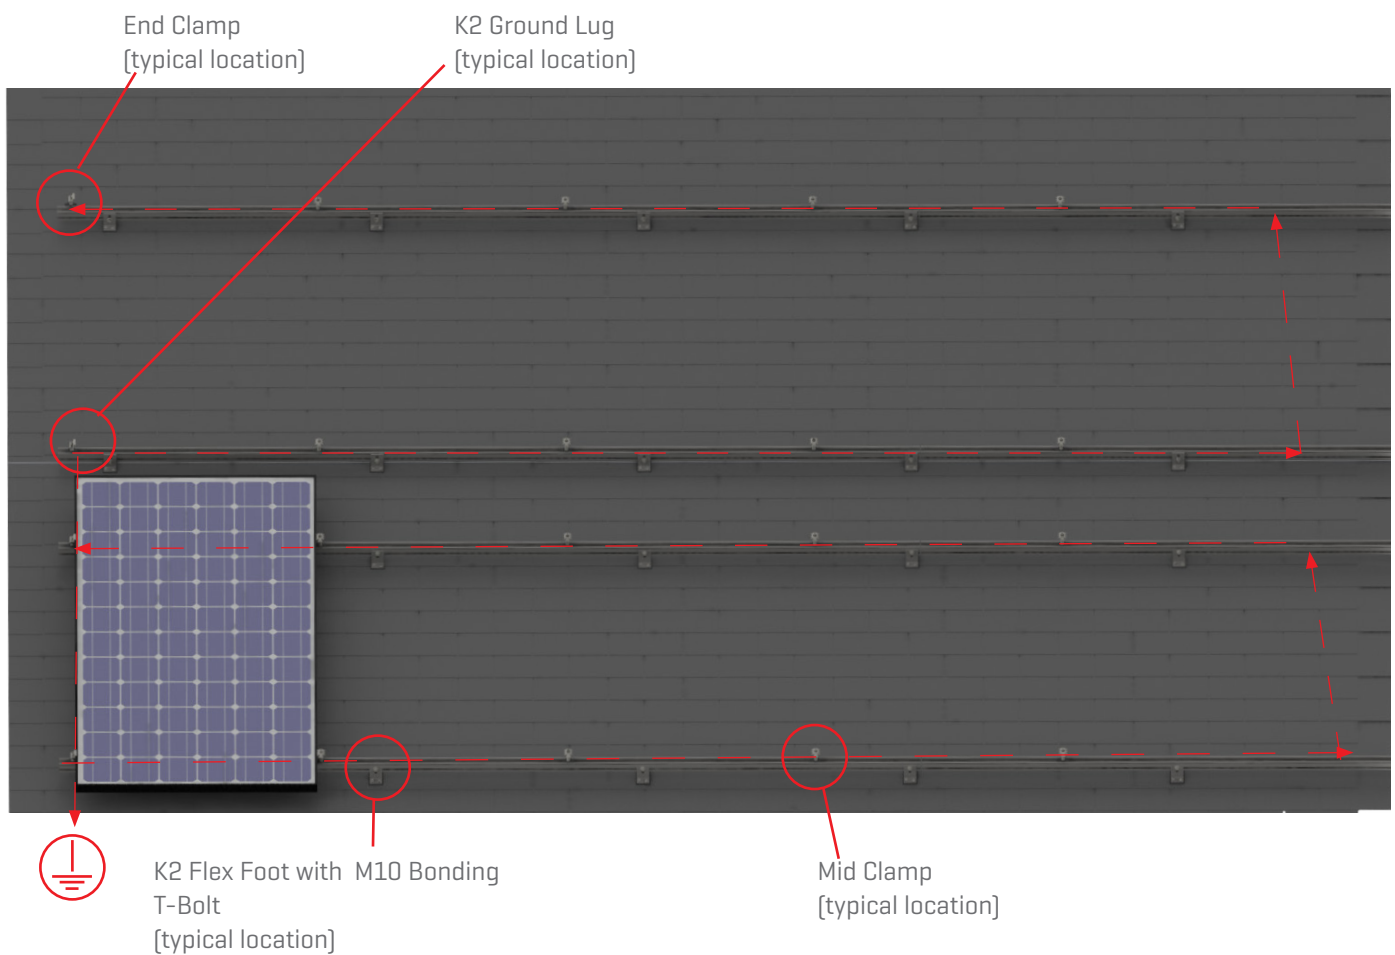 End Clamp
(typical location)
K2 Ground Lug
(typical location)
K2 Flex Foot with M10 Bonding
T-Bolt
(typical location)
Mid Clamp
(typical location)